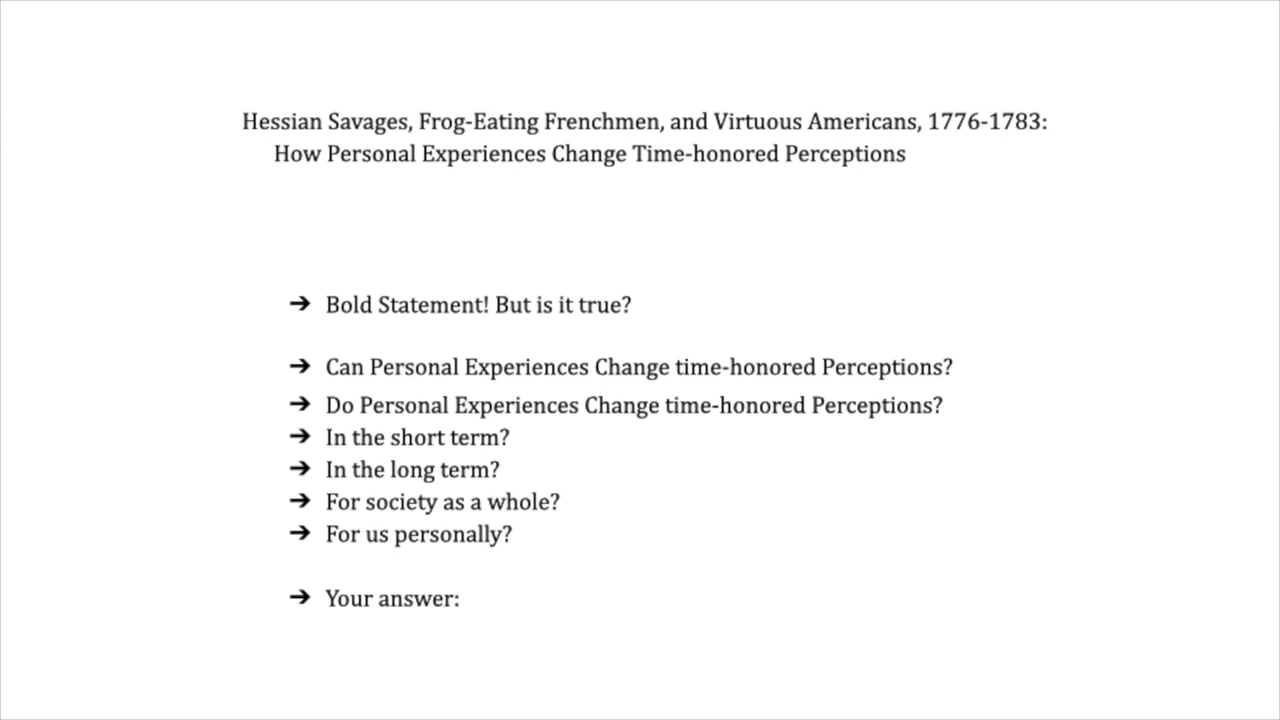 Hessian Savages, Frog-Eating Frenchmen, and Virtuous Americans, 1776-1783:
How Personal Experiences Change Time-honored Perceptions
➔ Bold Statement! But is it true?
➔ Can Personal Experiences Change time-honored Perceptions?
➔ Do Personal Experiences Change time-honored Perceptions?
➔ In the short term?
➔ In the long term?
➔ For society as a whole?
➔ For us personally?
➔ Your answer: